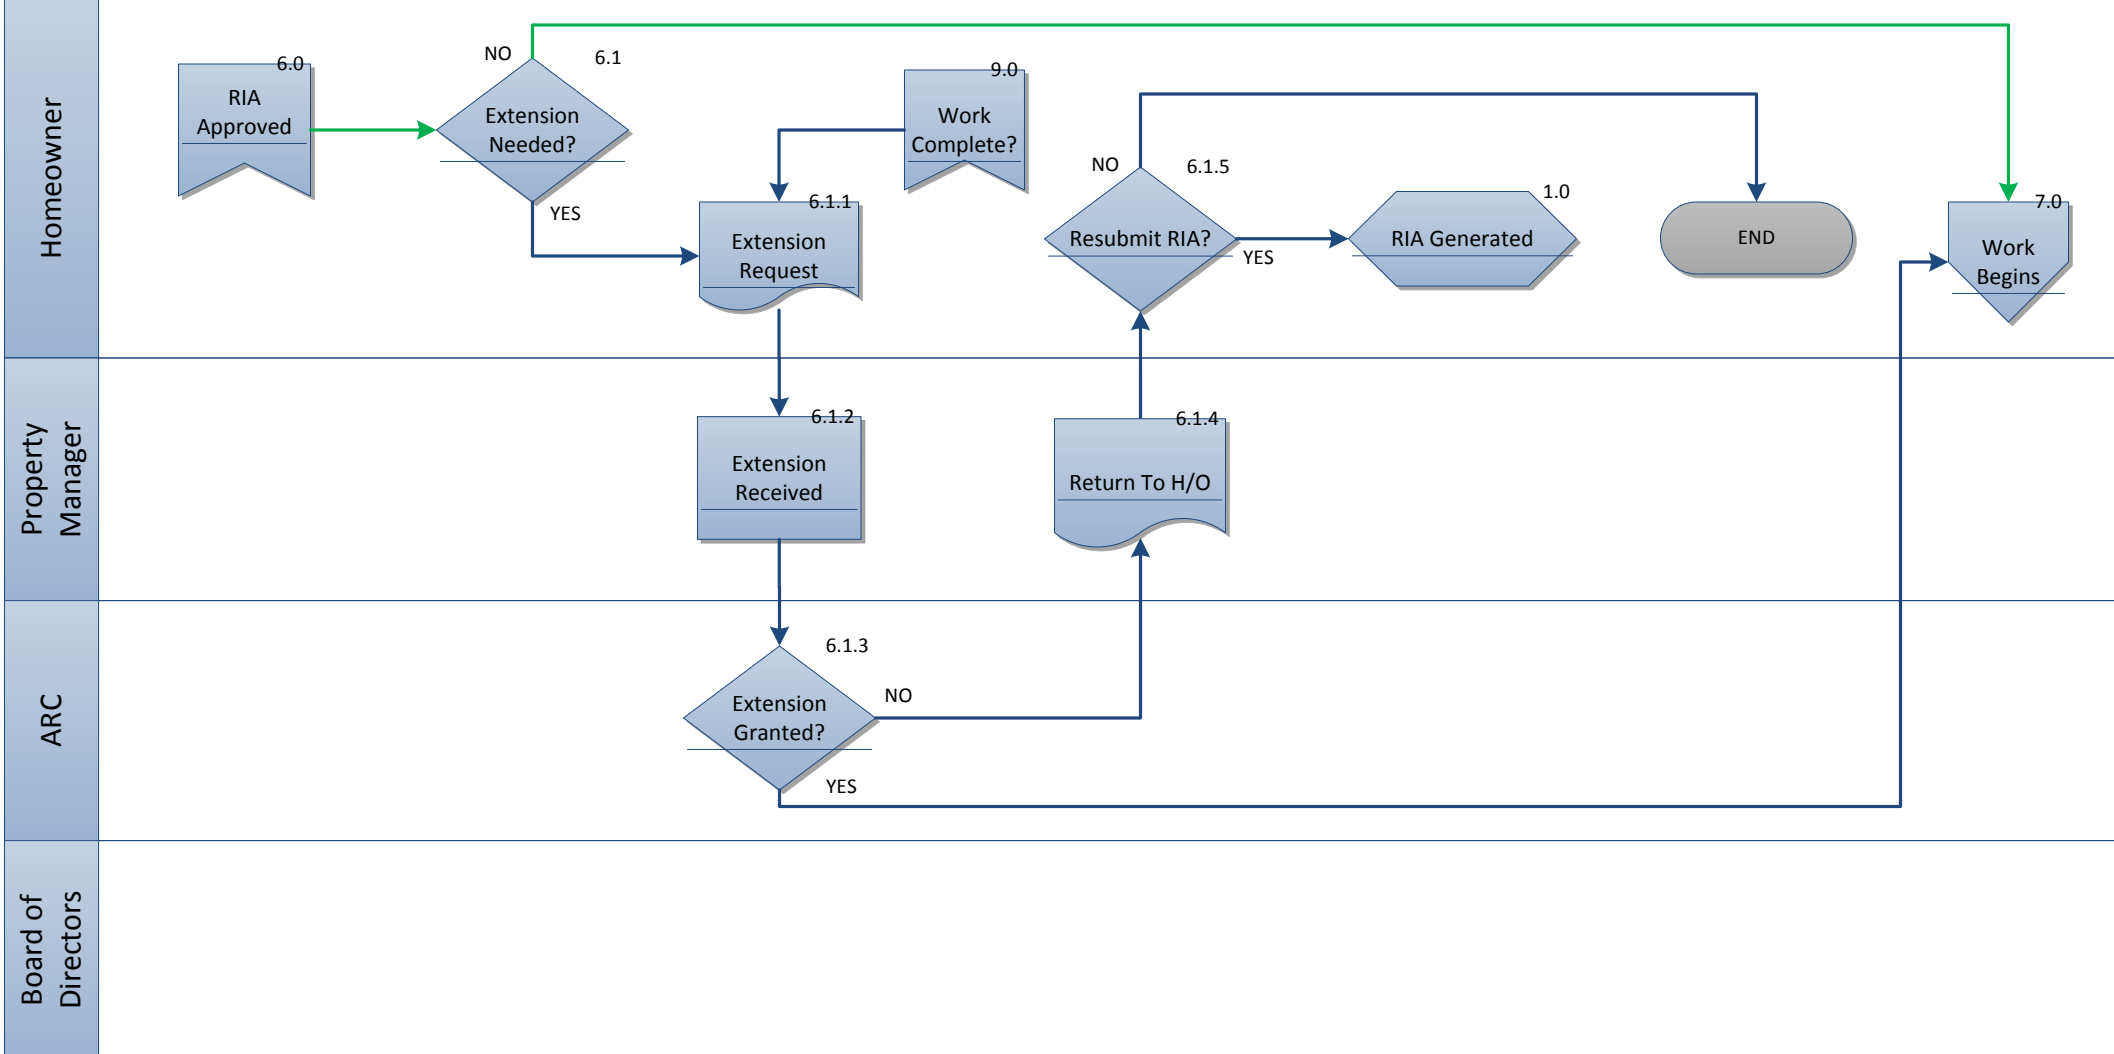 Homeowner
6.0
RIA
Approved
NO
6.1
Extension
Needed?
YES
9.0
Work
Complete?
6.1.1
Extension
Request
NO
6.1.5
Resubmit RIA?
YES
1.0
RIA Generated
END
7.0
Work
Begins
Property
Manager
6.1.2
Extension
Received
6.1.4
Return To H/O
ARC
6.1.3
Extension
Granted?
NO
YES
Board of
Directors